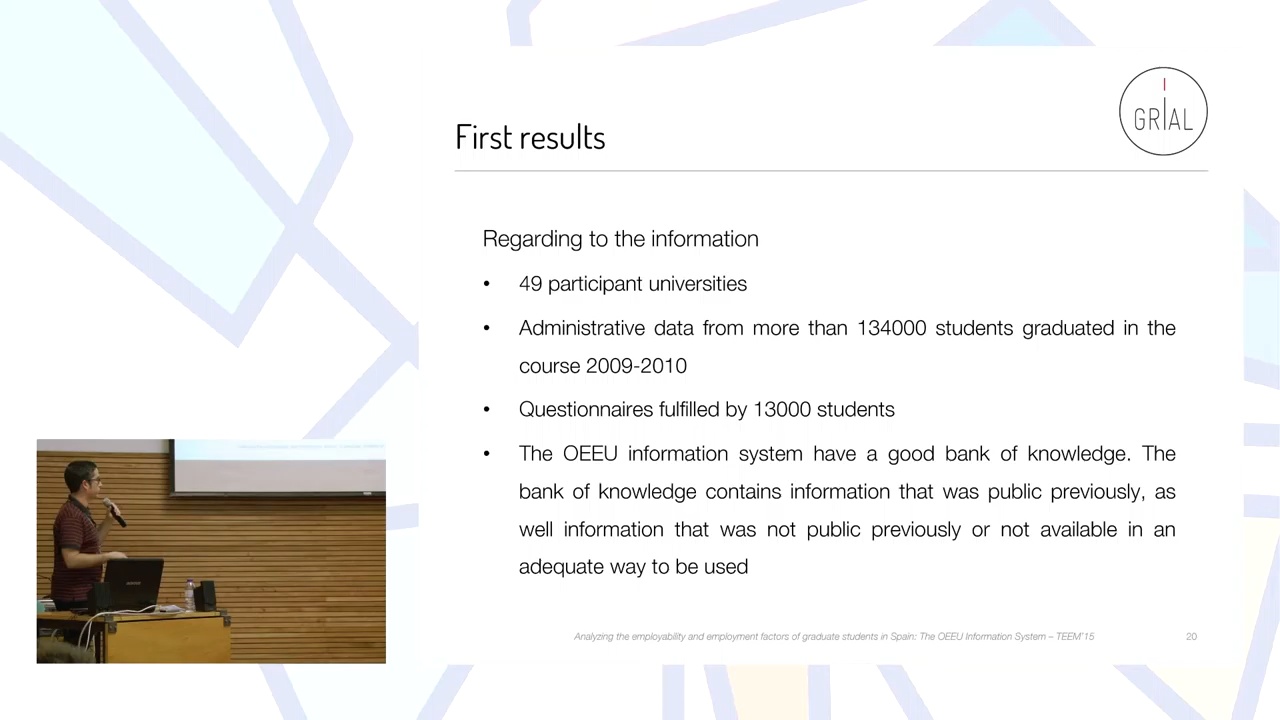 GRIAL
First results
Regarding to the information
• 49 participant universities
• Administrative data from more than 134000 students graduated in the
course 2009-2010
• Questionnaires fulfilled by 13000 students
• The OEEU information system have a good bank of knowledge. The
bank of knowledge contains information that was public previously, as
well information that was not public previously or not available in an
adequate way to be used
Analyzing the employability and employment factors of graduate students in Spain: The OEEU Information System – TEEM'15
20